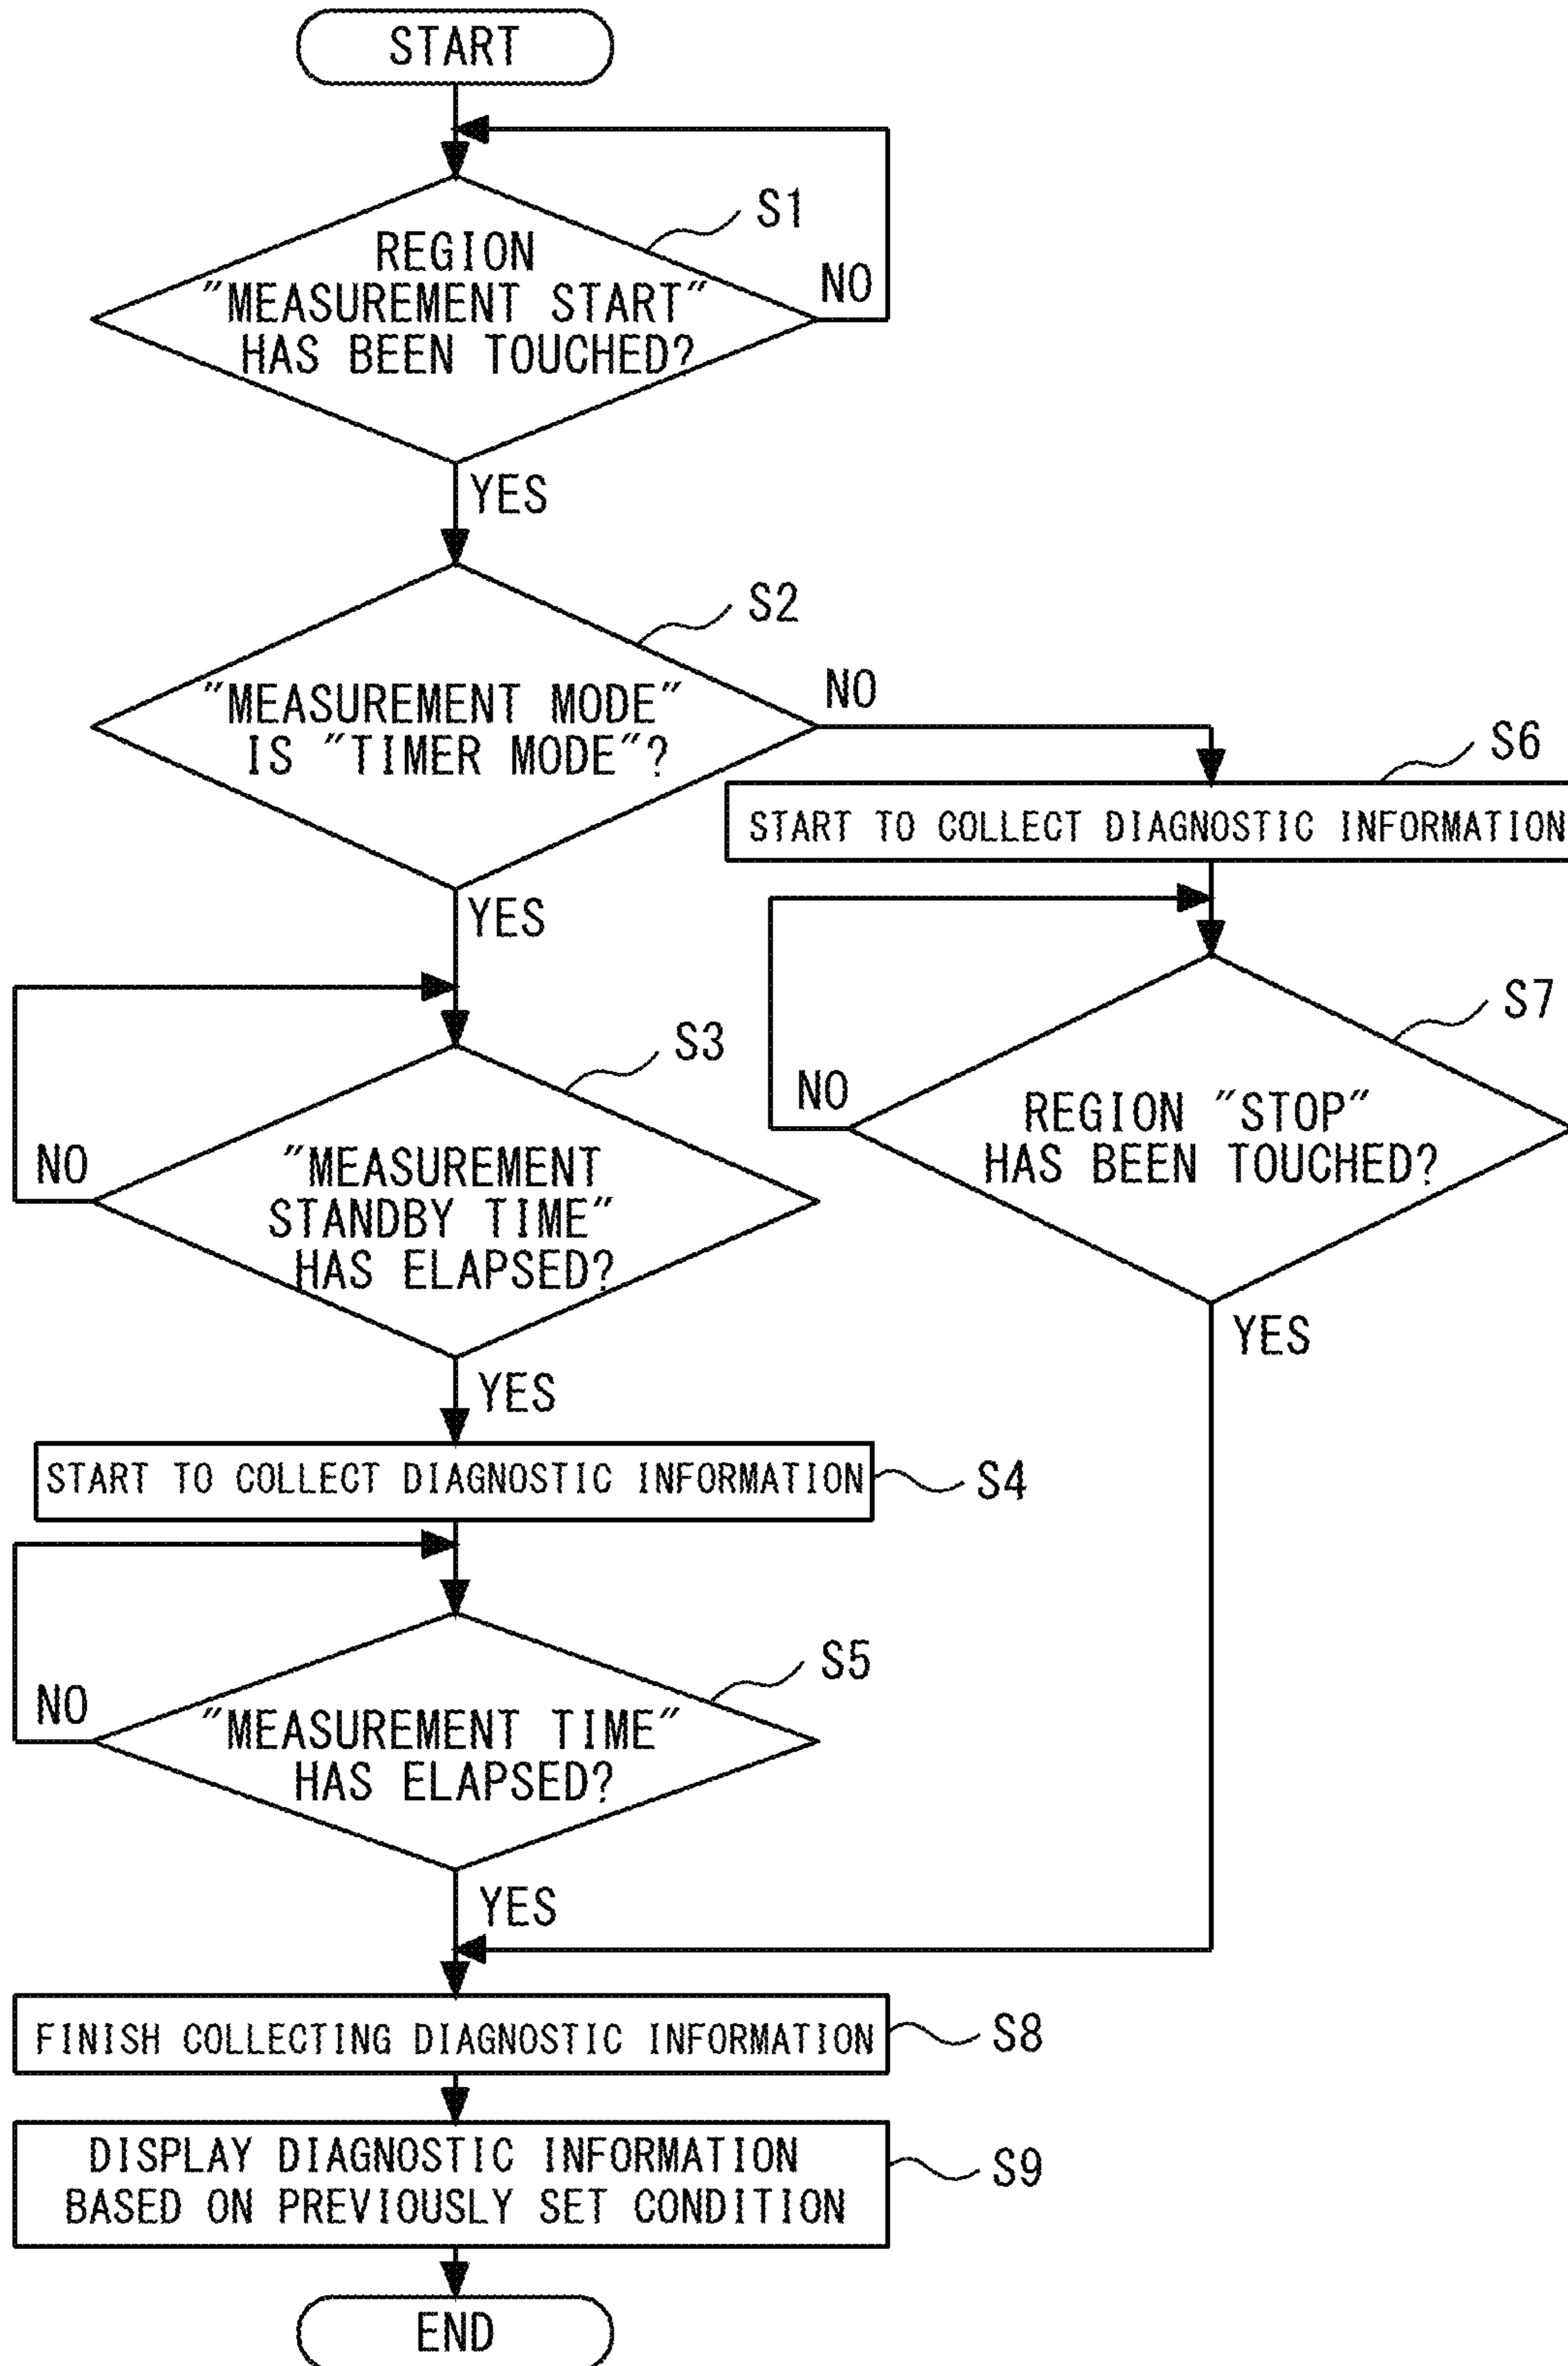 START
S1
REGION
"MEASUREMENT START"
HAS BEEN TOUCHED?
NO
YES
S2
"MEASUREMENT MODE"
IS "TIMER MODE"?
NO
YES
S6
START TO COLLECT DIAGNOSTIC INFORMATION
S7
REGION "STOP"
HAS BEEN TOUCHED?
NO
YES
S3
"MEASUREMENT
STANDBY TIME"
HAS ELAPSED?
NO
YES
START TO COLLECT DIAGNOSTIC INFORMATION
S4
S5
"MEASUREMENT TIME"
HAS ELAPSED?
NO
YES
FINISH COLLECTING DIAGNOSTIC INFORMATION
S8
DISPLAY DIAGNOSTIC INFORMATION
BASED ON PREVIOUSLY SET CONDITION
S9
END